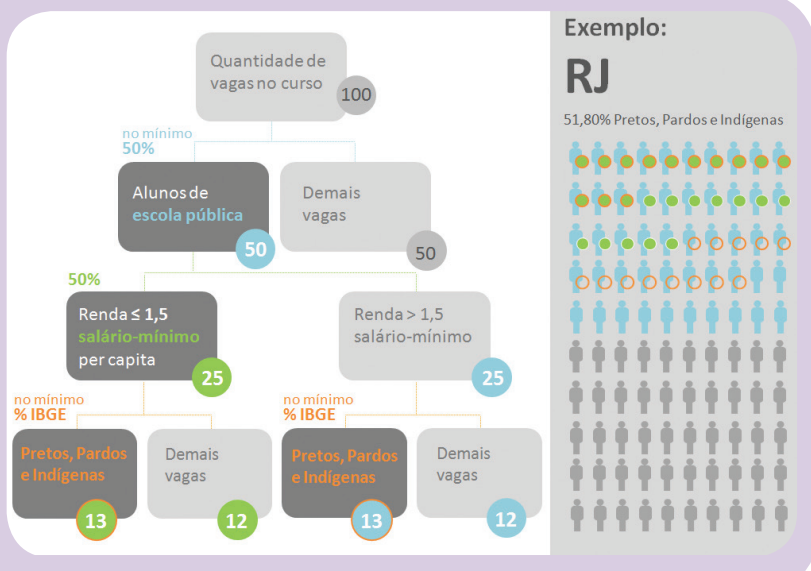 Quantidade de
vagas no curso
100
no mínimo
50%
Alunos de
escola pública
50
Demais
vagas
50
50%
Renda ≤ 1,5
salário-mínimo
per capita
25
Renda > 1,5
salário-mínimo
25
no mínimo
% IBGE
Pretos, Pardos
e Indígenas
13
Demais
vagas
12
no mínimo
% IBGE
Pretos, Pardos
e Indígenas
13
Demais
vagas
12
Exemplo:
RJ
51,80% Pretos, Pardos e Indígenas